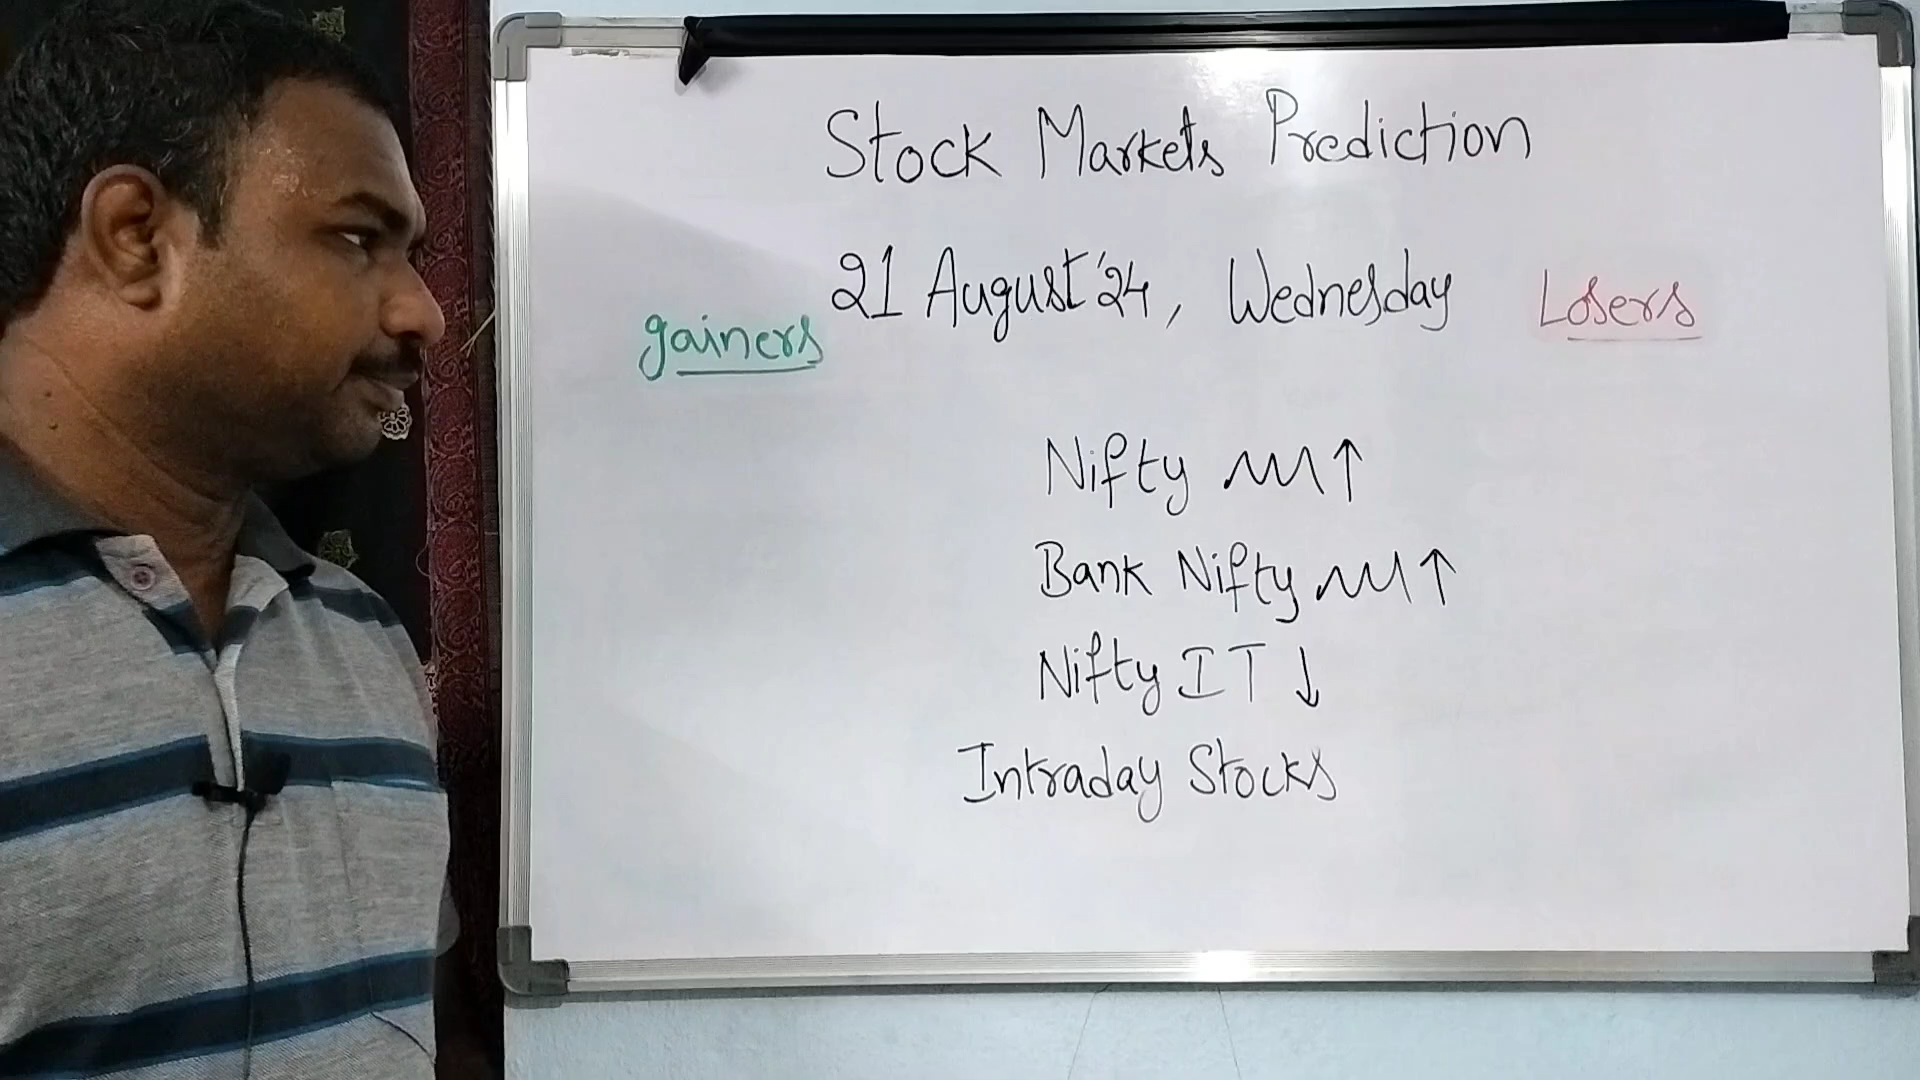 Stock Markets Prediction
21 August '24, Wednesday
gainers
Losers
Nifty ↑
Bank Nifty ↑
Nifty IT ↓
Intraday Stocks